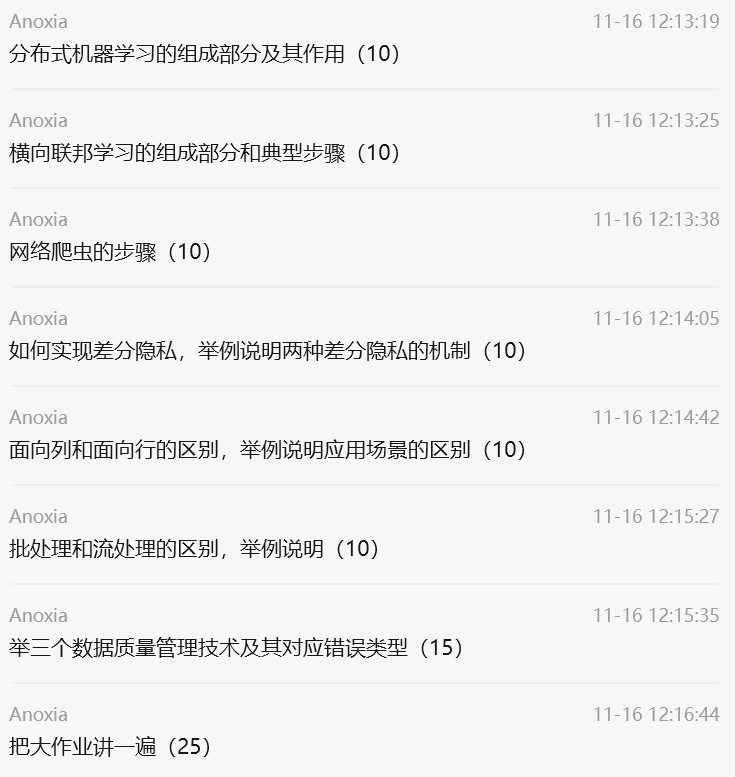 Anoxia 11-16 12:13:19
分布式机器学习的组成部分及其作用（10）
Anoxia 11-16 12:13:25
横向联邦学习的组成部分和典型步骤（10）
Anoxia 11-16 12:13:38
网络爬虫的步骤（10）
Anoxia 11-16 12:14:05
如何实现差分隐私，举例说明两种差分隐私的机制（10）
Anoxia 11-16 12:14:42
面向列和面向行的区别，举例说明应用场景的区别（10）
Anoxia 11-16 12:15:27
批处理和流处理的区别，举例说明（10）
Anoxia 11-16 12:15:35
举三个数据质量管理技术及其对应错误类型（15）
Anoxia 11-16 12:16:44
把大作业讲一遍（25）